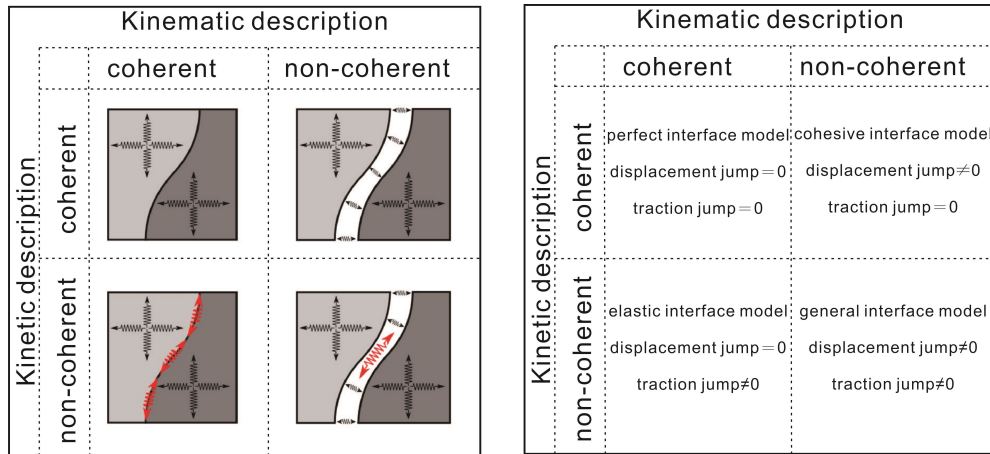 Kinematic description
coherent
non-coherent
Kinetic description
coherent
non-coherent
Kinematic description
coherent
non-coherent
Kinetic description
coherent
perfect interface model
displacement jump=0
traction jump=0
cohesive interface model
displacement jump≠0
traction jump=0
non-coherent
elastic interface model
displacement jump=0
traction jump≠0
general interface model
displacement jump≠0
traction jump≠0